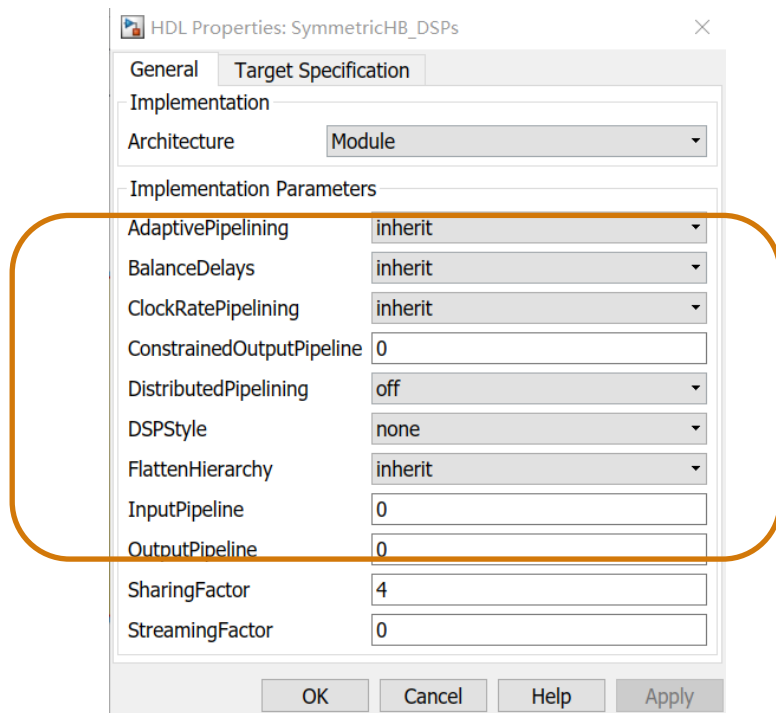 HDL Properties: SymmetricHB_DSPs
General Target Specification
Implementation
Architecture Module
Implementation Parameters
AdaptivePipelining inherit
BalanceDelays inherit
ClockRatePipelining inherit
ConstrainedOutputPipeline 0
DistributedPipelining off
DSPStyle none
FlattenHierarchy inherit
InputPipeline 0
OutputPipeline 0
SharingFactor 4
StreamingFactor 0
OK Cancel Help Apply